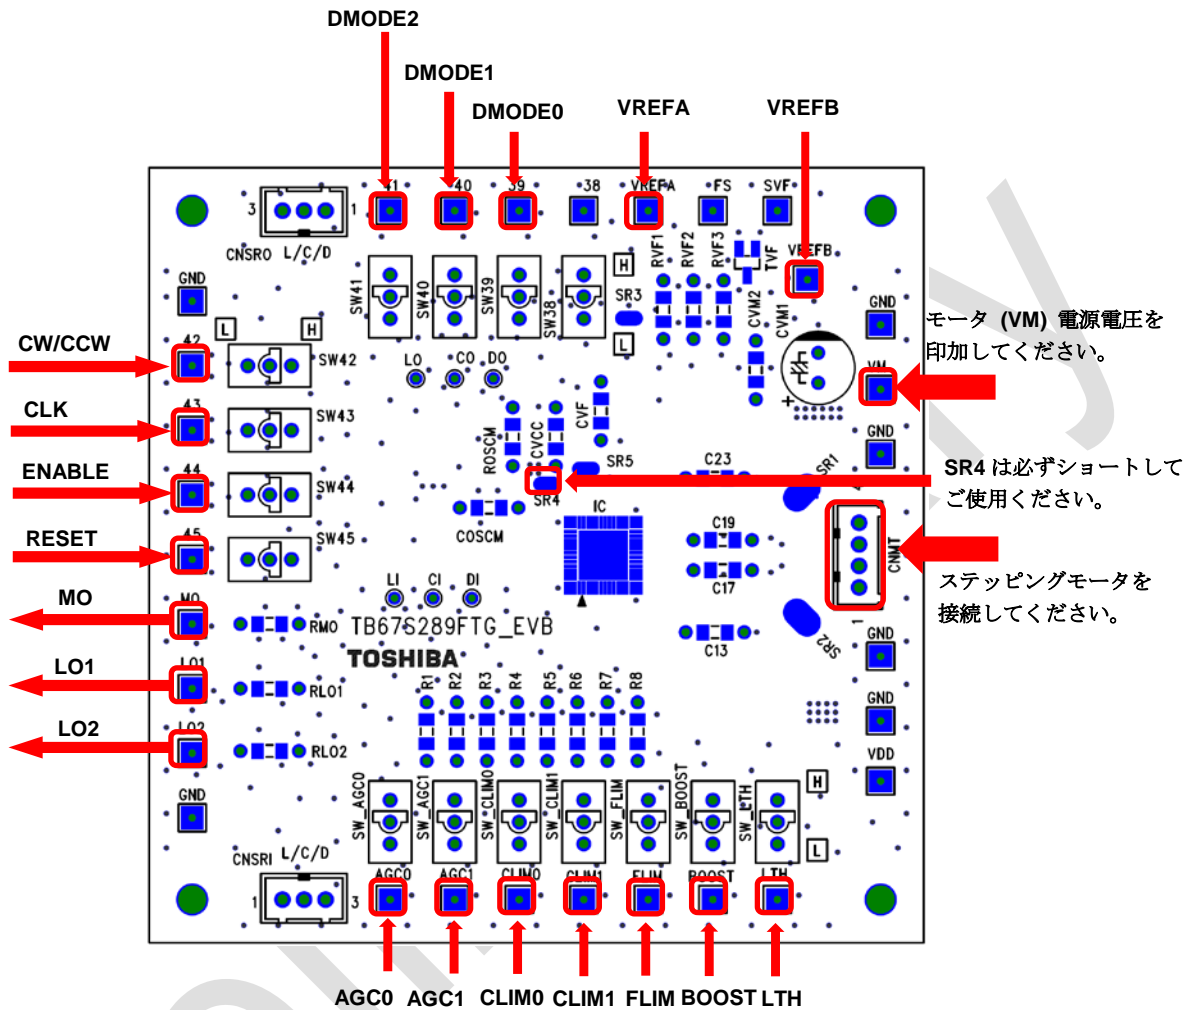 DMODE2
DMODE1
DMODE0
VREFA
VREFB
41
40
39
38
VREFA
FS
SVF
3
1
CNSRO
L/C/D
SW41
SW40
SW39
SW38
H
SR3
L
RVF1
RVF2
RVF3
TVF
VREFB
CVM2
CVM1
GND
GND
モータ (VM) 電源電圧を
印加してください。
L
H
CW/CCW
42
SW42
LO
CO
DO
VM
CLK
43
SW43
ROSCM
CVCC
CVF
GND
ENABLE
44
SW44
SR5
SR4
C23
SR1
SR4 は必ずショートして
ご使用ください。
COSCM
IC
RESET
45
SW45
C19
C17
CNMT
ステッピングモータを
接続してください。
LI
CI
DI
MO
MO
RMO
TB67S289FTG_EVB
C13
SR2
1
GND
TOSHIBA
LO1
LO1
RLO1
R1
R2
R3
R4
R5
R6
R7
R8
LO2
LO2
RLO2
GND
VDD
GND
SW_AGC0
SW_AGC1
SW_CLIM0
SW_CLIM1
SW_FLIM
SW_BOOST
SW_LTH
H
L
CNSRI
L/C/D
1
3
AGC0
AGC1
CLIM0
CLIM1
FLIM
BOOST
LTH
AGC0
AGC1
CLIM0
CLIM1
FLIM
BOOST
LTH